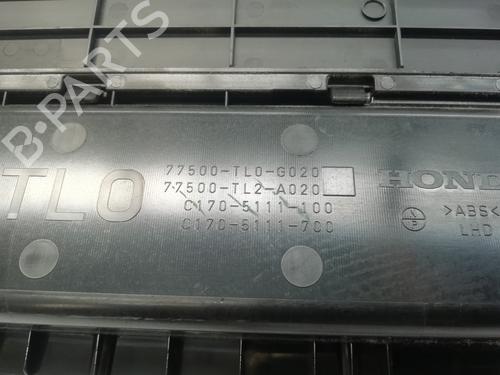 B-PARTS
TL0
77500-TL0-G020
77500-TL2-A020
C170-5111-100
C170-5111-700
HOND
>ABS<
LHD